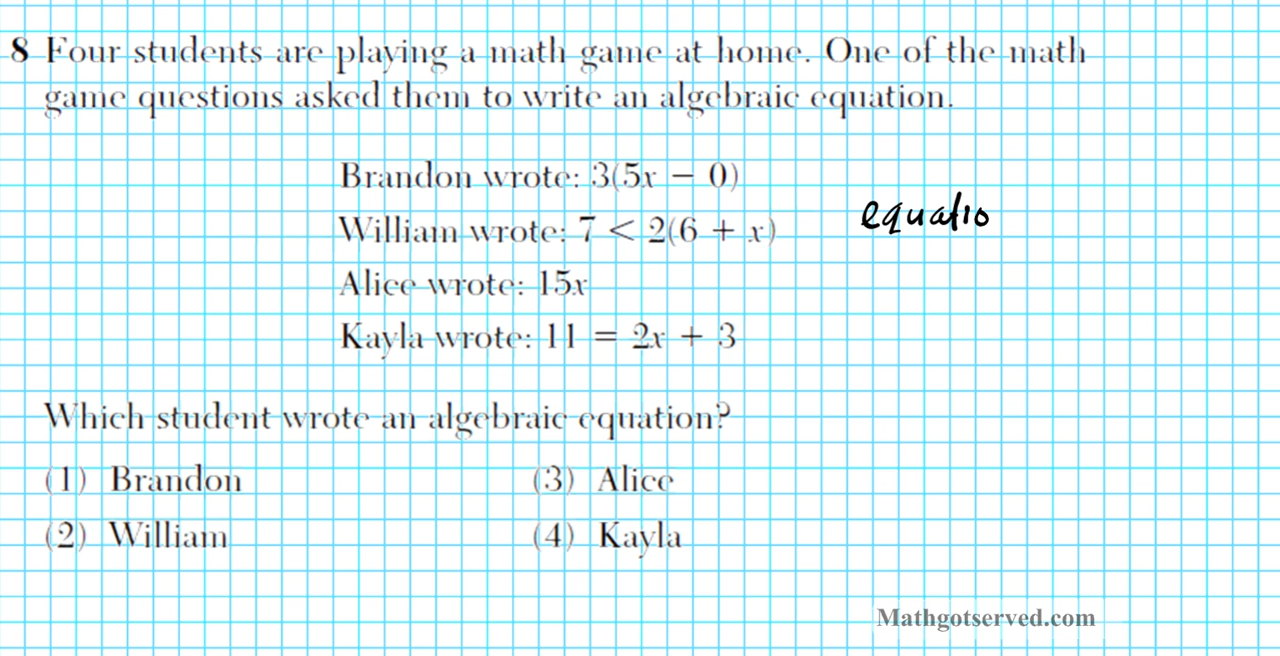 8 Four students are playing a math game at home. One of the math
game questions asked them to write an algebraic equation.
Brandon wrote: 3(5x − 0)
William wrote: 7 < 2(6 + x)
equatio
Alice wrote: 15x
Kayla wrote: 11 = 2x + 3
Which student wrote an algebraic equation?
(1) Brandon (3) Alice
(2) William (4) Kayla
Mathgotserved.com